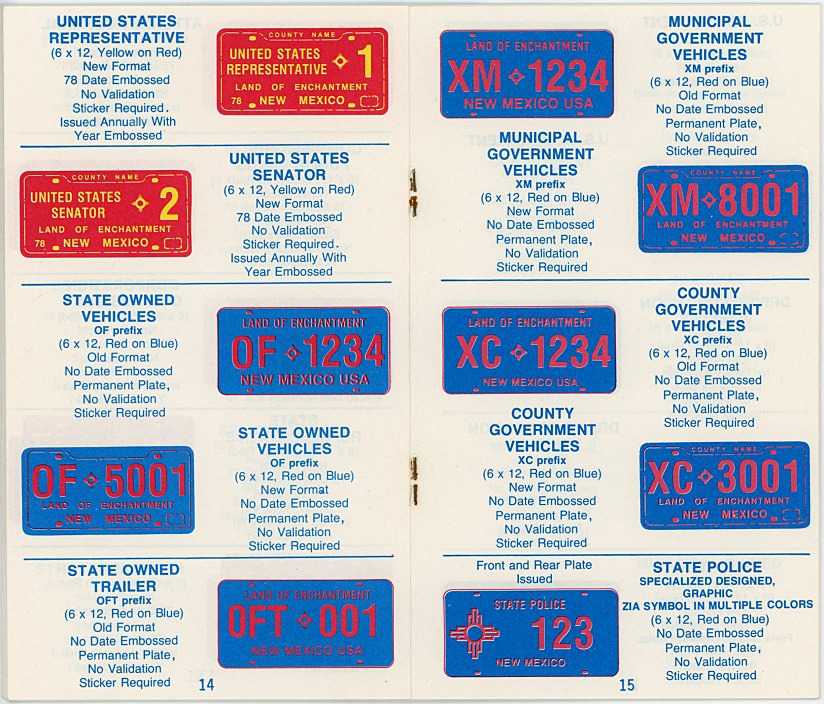 UNITED STATES
REPRESENTATIVE
(6 x 12, Yellow on Red)
New Format
78 Date Embossed
No Validation
Sticker Required.
Issued Annually With
Year Embossed
COUNTY NAME
UNITED STATES
REPRESENTATIVE 1
LAND OF ENCHANTMENT
78 NEW MEXICO
COUNTY NAME
UNITED STATES
SENATOR 2
LAND OF ENCHANTMENT
78 NEW MEXICO
UNITED STATES
SENATOR
(6 x 12, Yellow on Red)
New Format
78 Date Embossed
No Validation
Sticker Required.
Issued Annually With
Year Embossed
STATE OWNED
VEHICLES
OF prefix
(6 x 12, Red on Blue)
Old Format
No Date Embossed
Permanent Plate,
No Validation
Sticker Required
LAND OF ENCHANTMENT
OF 1234
NEW MEXICO USA
COUNTY NAME
OF 5001
LAND OF ENCHANTMENT
NEW MEXICO
STATE OWNED
VEHICLES
OF prefix
(6 x 12, Red on Blue)
New Format
No Date Embossed
Permanent Plate,
No Validation
Sticker Required
STATE OWNED
TRAILER
OFT prefix
(6 x 12, Red on Blue)
Old Format
No Date Embossed
Permanent Plate,
No Validation
Sticker Required
LAND OF ENCHANTMENT
OFT 001
NEW MEXICO USA
14
LAND OF ENCHANTMENT
XM 1234
NEW MEXICO USA
MUNICIPAL
GOVERNMENT
VEHICLES
XM prefix
(6 x 12, Red on Blue)
Old Format
No Date Embossed
Permanent Plate,
No Validation
Sticker Required
MUNICIPAL
GOVERNMENT
VEHICLES
XM prefix
(6 x 12, Red on Blue)
New Format
No Date Embossed
Permanent Plate,
No Validation
Sticker Required
COUNTY NAME
XM 8001
LAND OF ENCHANTMENT
NEW MEXICO
LAND OF ENCHANTMENT
XC 1234
NEW MEXICO USA
COUNTY
GOVERNMENT
VEHICLES
XC prefix
(6 x 12, Red on Blue)
Old Format
No Date Embossed
Permanent Plate,
No Validation
Sticker Required
COUNTY
GOVERNMENT
VEHICLES
XC prefix
(6 x 12, Red on Blue)
New Format
No Date Embossed
Permanent Plate,
No Validation
Sticker Required
COUNTY NAME
XC 3001
LAND OF ENCHANTMENT
NEW MEXICO
Front and Rear Plate
Issued
STATE POLICE
123
NEW MEXICO
STATE POLICE
SPECIALIZED DESIGNED,
GRAPHIC
ZIA SYMBOL IN MULTIPLE COLORS
(6 x 12, Red on Blue)
No Date Embossed
Permanent Plate,
No Validation
Sticker Required
15